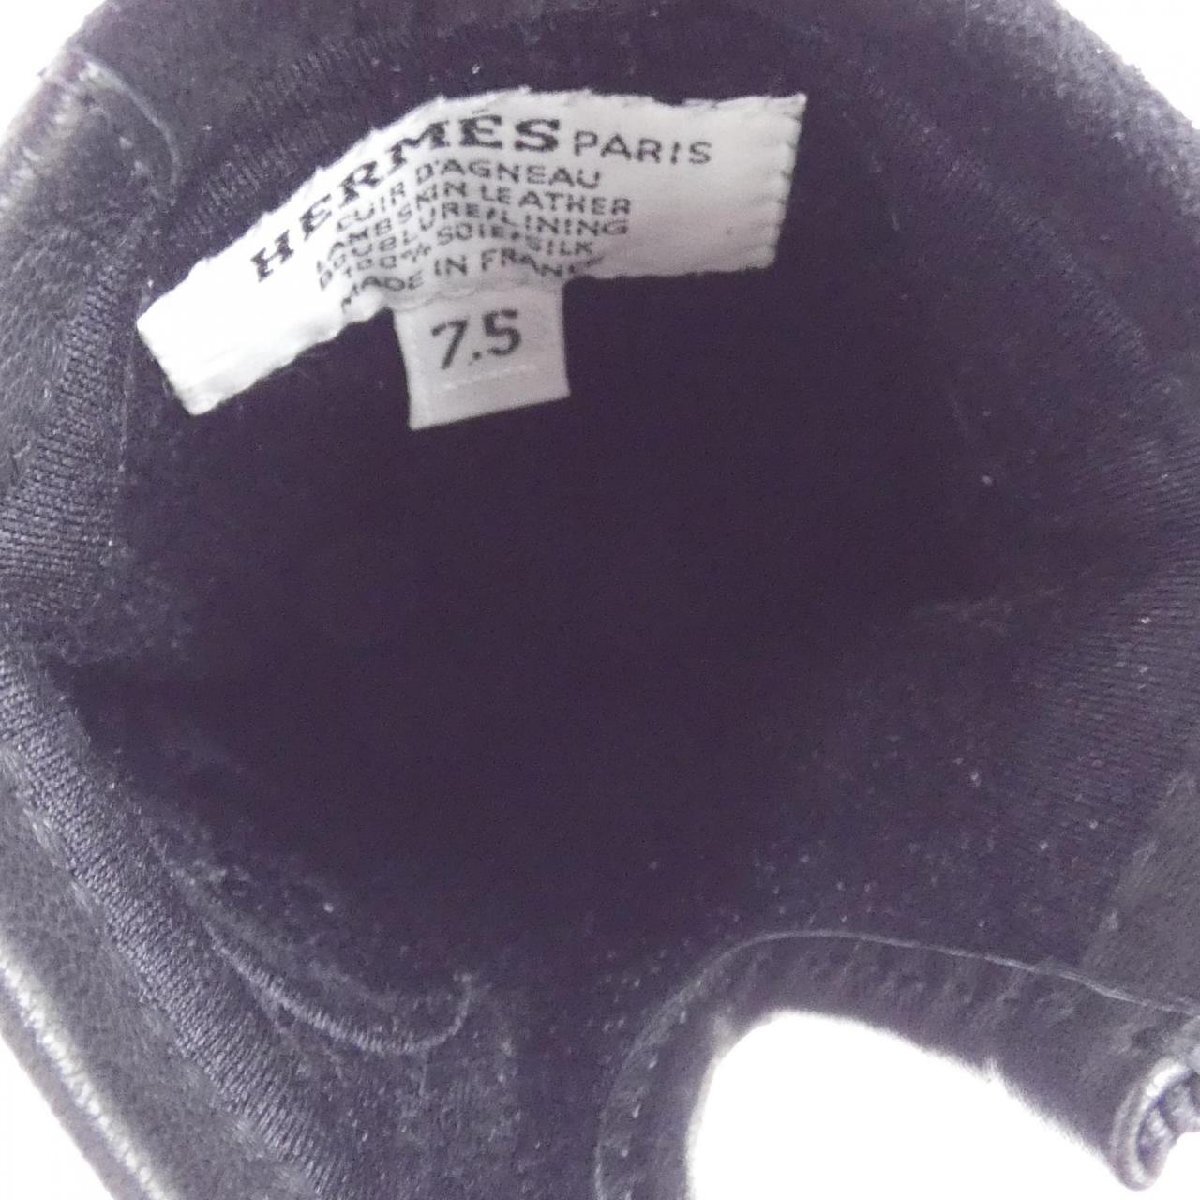 HERMES PARIS
CUIR D'AGNEAU
LAMBSKIN LEATHER
DOUBLURE/LINING
100% SOIE/SILK
MADE IN FRANCE
7.5